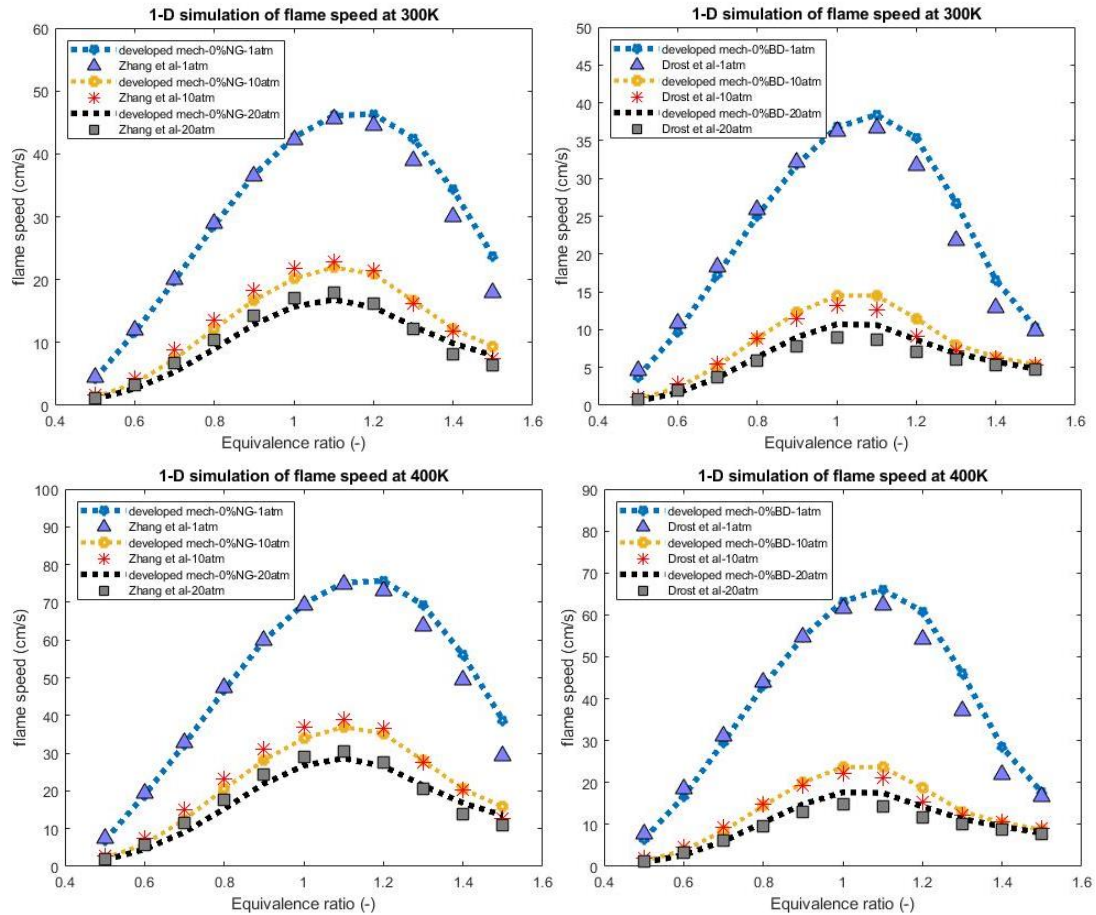 1-D simulation of flame speed at 300K
60
50
40
30
20
10
0
flame speed (cm/s)
developed mech-0%NG-1atm
Zhang et al-1atm
developed mech-0%NG-10atm
Zhang et al-10atm
developed mech-0%NG-20atm
Zhang et al-20atm
0.4 0.6 0.8 1 1.2 1.4 1.6
Equivalence ratio (-)
1-D simulation of flame speed at 300K
50
45
40
35
30
25
20
15
10
5
0
flame speed (cm/s)
developed mech-0%BD-1atm
Drost et al-1atm
developed mech-0%BD-10atm
Drost et al-10atm
developed mech-0%BD-20atm
Drost et al-20atm
0.4 0.6 0.8 1 1.2 1.4 1.6
Equivalence ratio (-)
1-D simulation of flame speed at 400K
100
90
80
70
60
50
40
30
20
10
0
flame speed (cm/s)
developed mech-0%NG-1atm
Zhang et al-1atm
developed mech-0%NG-10atm
Zhang et al-10atm
developed mech-0%NG-20atm
Zhang et al-20atm
0.4 0.6 0.8 1 1.2 1.4 1.6
Equivalence ratio (-)
1-D simulation of flame speed at 400K
90
80
70
60
50
40
30
20
10
0
flame speed (cm/s)
developed mech-0%BD-1atm
Drost et al-1atm
developed mech-0%BD-10atm
Drost et al-10atm
developed mech-0%BD-20atm
Drost et al-20atm
0.4 0.6 0.8 1 1.2 1.4 1.6
Equivalence ratio (-)